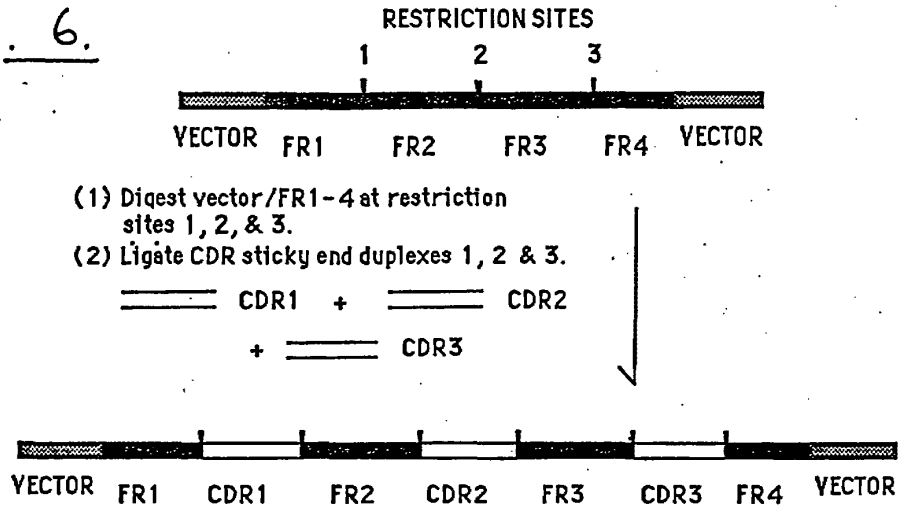 . 6.
RESTRICTION SITES
1 2 3
VECTOR FR1 FR2 FR3 FR4 VECTOR
(1) Digest vector/FR1-4 at restriction
sites 1, 2, & 3.
(2) Ligate CDR sticky end duplexes 1, 2 & 3.
CDR1 + CDR2
+ CDR3
VECTOR FR1 CDR1 FR2 CDR2 FR3 CDR3 FR4 VECTOR